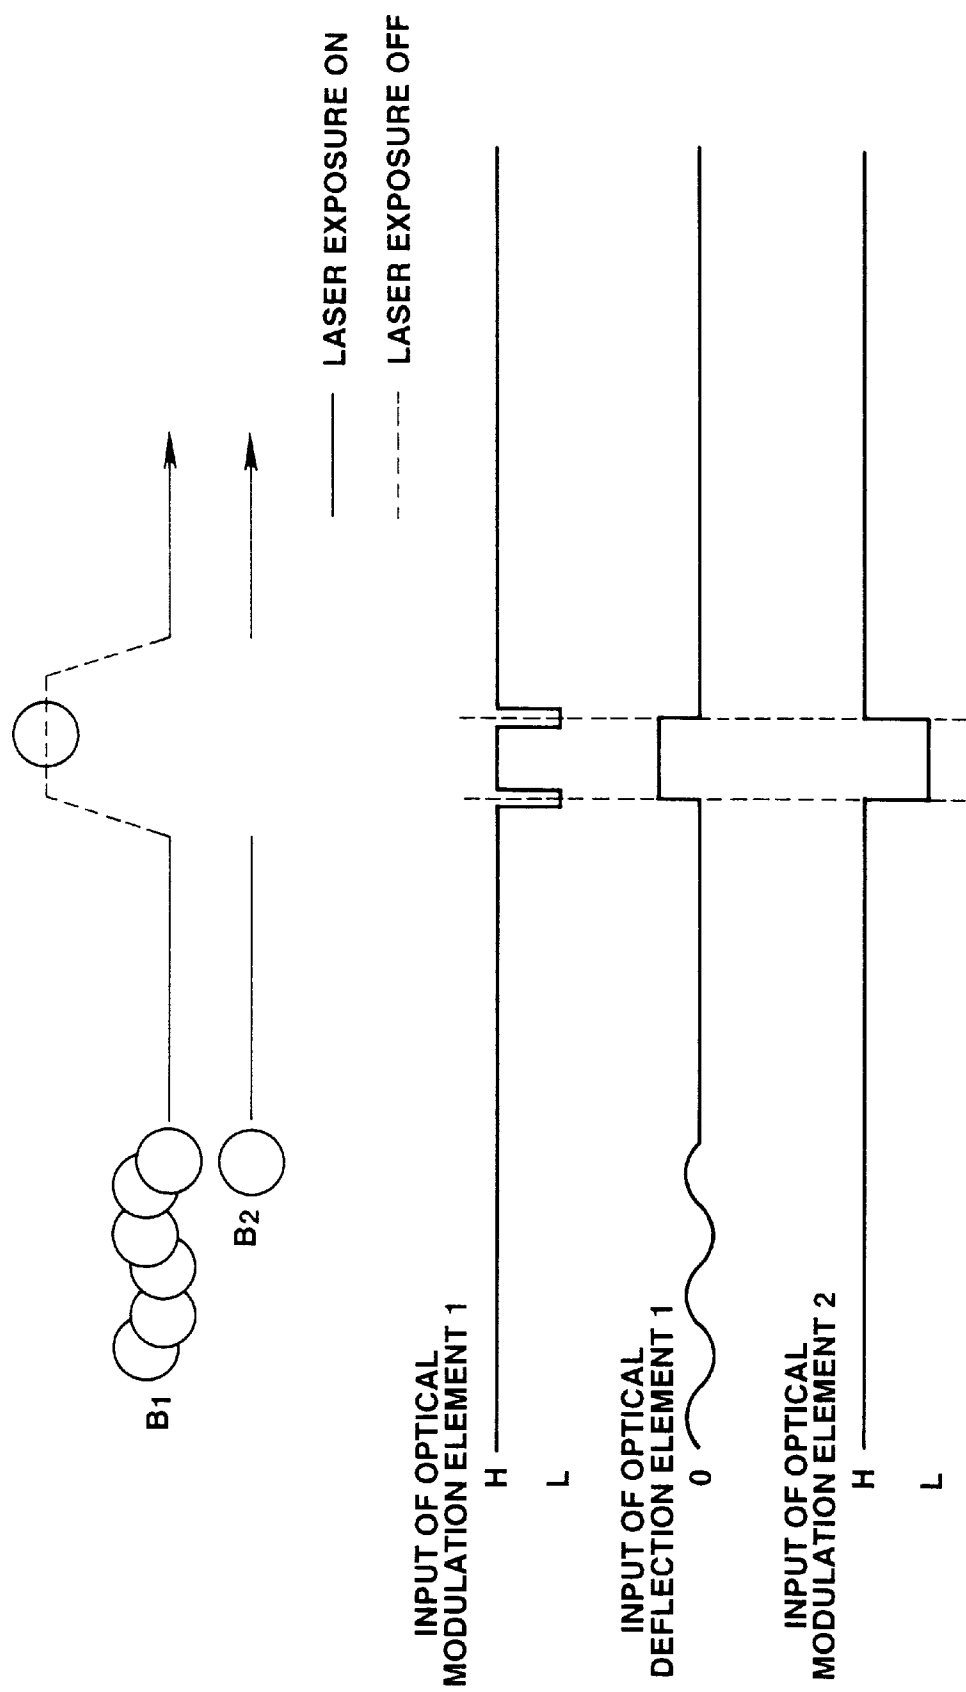 B1
B2
LASER EXPOSURE ON
LASER EXPOSURE OFF
INPUT OF OPTICAL
MODULATION ELEMENT 1
H
L
INPUT OF OPTICAL
DEFLECTION ELEMENT 1
0
INPUT OF OPTICAL
MODULATION ELEMENT 2
H
L